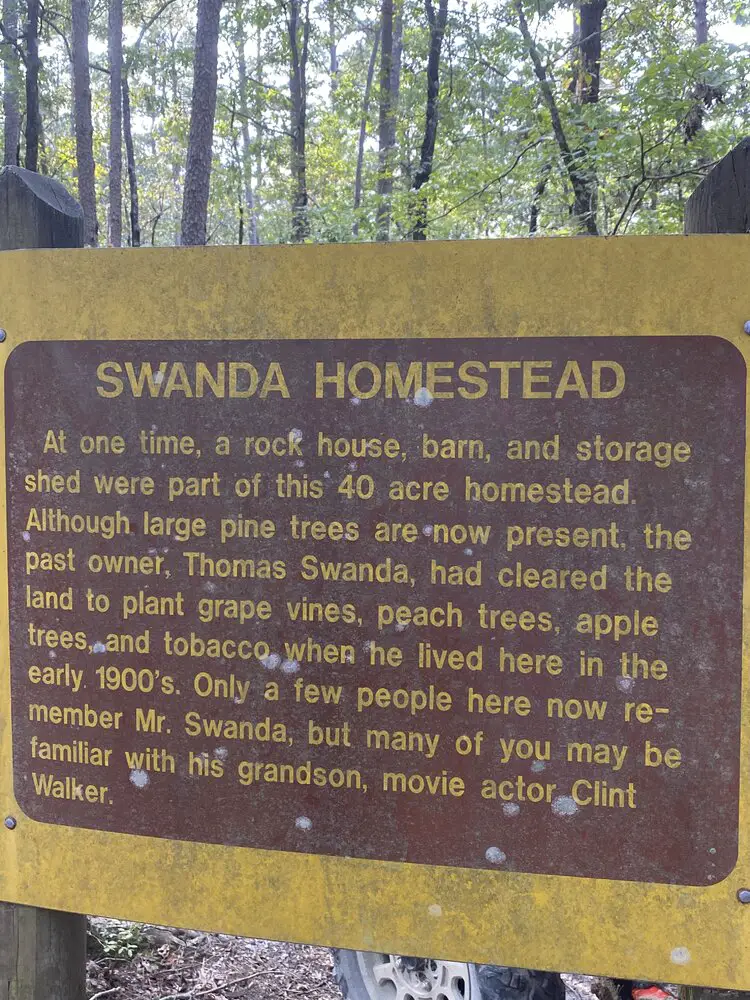 SWANDA HOMESTEAD
At one time, a rock house, barn, and storage
shed were part of this 40 acre homestead.
Although large pine trees are now present, the
past owner, Thomas Swanda, had cleared the
land to plant grape vines, peach trees, apple
trees, and tobacco when he lived here in the
early 1900's. Only a few people here now re-
member Mr. Swanda, but many of you may be
familiar with his grandson, movie actor Clint
Walker.